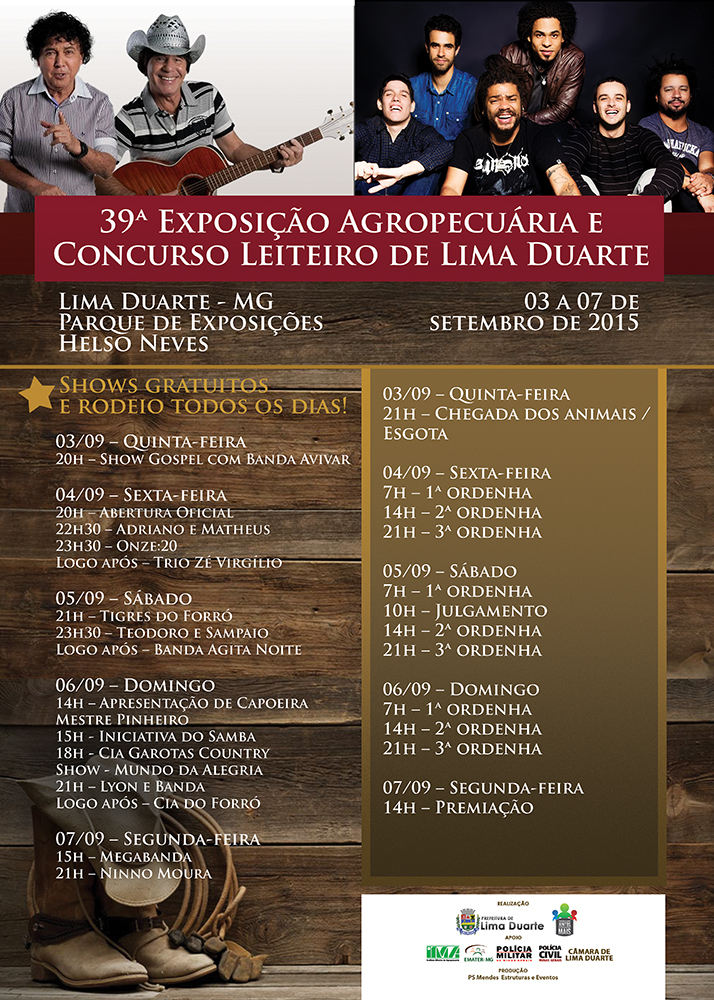 39ª Exposição Agropecuária e
Concurso Leiteiro de Lima Duarte
Lima Duarte - MG
Parque de Exposições
Helso Neves
03 a 07 de
setembro de 2015
Shows gratuitos
e rodeio todos os dias!
03/09 – Quinta-feira
20h – Show Gospel com Banda Avivar
04/09 – Sexta-feira
20h – Abertura Oficial
22h30 – Adriano e Matheus
23h30 – Onze:20
Logo após – Trio Zé Virgílio
05/09 – Sábado
21h – Tigres do Forró
23h30 – Teodoro e Sampaio
Logo após – Banda Agita Noite
06/09 – Domingo
14h – Apresentação de Capoeira
Mestre Pinheiro
15h - Iniciativa do Samba
18h - Cia Garotas Country
Show - Mundo da Alegria
21h – Lyon e Banda
Logo após – Cia do Forró
07/09 – Segunda-feira
15h – Megabanda
21h – Ninno Moura
03/09 – Quinta-feira
21h – Chegada dos animais /
Esgota
04/09 – Sexta-feira
7h – 1ª ordenha
14h – 2ª ordenha
21h – 3ª ordenha
05/09 – Sábado
7h – 1ª ordenha
10h – Julgamento
14h – 2ª ordenha
21h – 3ª ordenha
06/09 – Domingo
7h – 1ª ordenha
14h – 2ª ordenha
21h – 3ª ordenha
07/09 – Segunda-feira
14h – Premiação
REALIZAÇÃO
PREFEITURA DE
Lima Duarte
APOIO
IMA
EMATER-MG
POLÍCIA
MILITAR
POLÍCIA
CIVIL
MINAS GERAIS
CÂMARA DE
LIMA DUARTE
PRODUÇÃO
PS Mendes Estruturas e Eventos